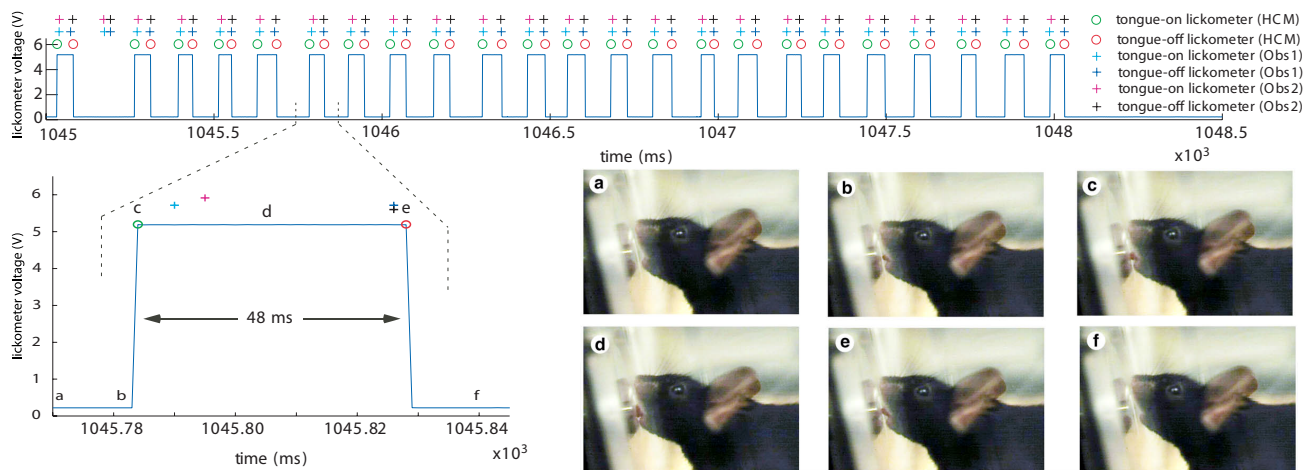 lickometer voltage (V)
6
4
2
0
1045
1045.5
1046
1046.5
1047
1047.5
1048
1048.5
time (ms)
x10³
tongue-on lickometer (HCM)
tongue-off lickometer (HCM)
tongue-on lickometer (Obs1)
tongue-off lickometer (Obs1)
tongue-on lickometer (Obs2)
tongue-off lickometer (Obs2)
lickometer voltage (V)
6
5
4
3
2
1
0
c
d
e
48 ms
a
b
f
1045.78
1045.80
1045.82
1045.84
time (ms)
x10³
a
b
c
d
e
f